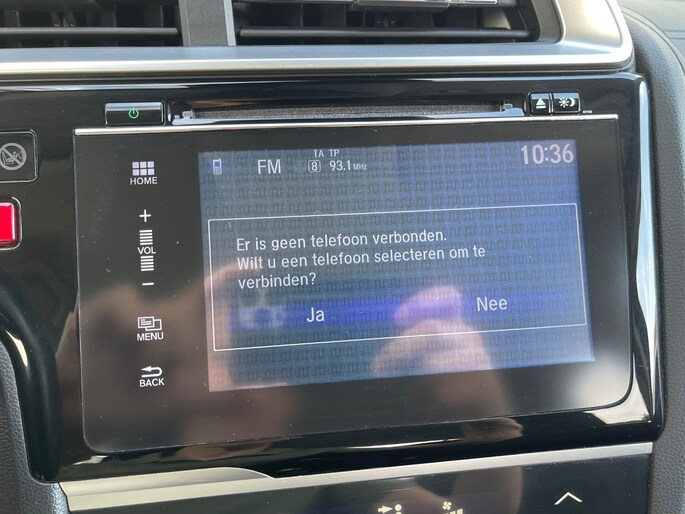 TA TP
FM 8 93.1 MHz
10:36
HOME
+
VOL
−
MENU
BACK
Er is geen telefoon verbonden.
Wilt u een telefoon selecteren om te
verbinden?
Ja Nee